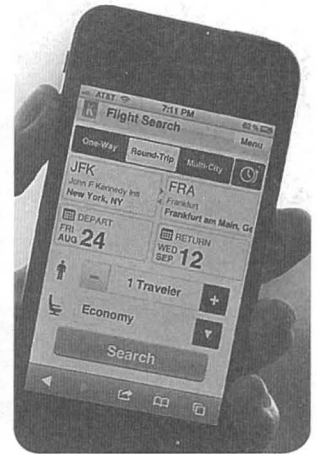 AT&T 7:11 PM 62%
K Flight Search Menu
One-Way Round-Trip Multi-City
JFK
John F Kennedy Intl
New York, NY
FRA
Frankfurt
Frankfurt am Main, Ge
DEPART
FRI
AUG 24
RETURN
WED
SEP 12
- 1 Traveler +
Economy
Search